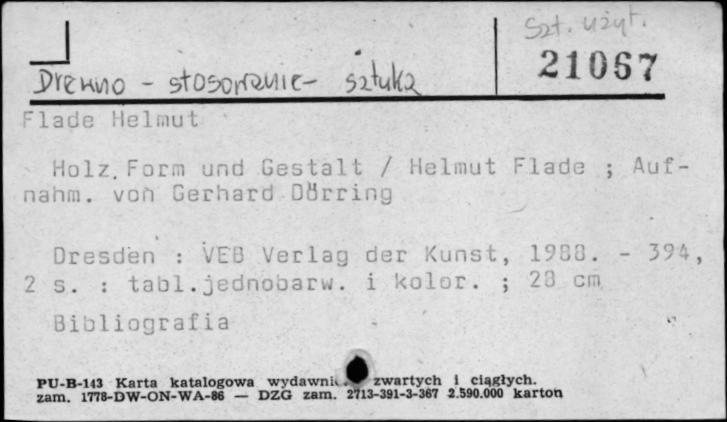 Szt. użyt.
21067
Drewno - stosowanie - sztuka
Flade Helmut
Holz, Form und Gestalt / Helmut Flade ; Auf-
nahm. von Gerhard Dörring
Dresden : VEB Verlag der Kunst, 1988. - 394,
2 s. : tabl.jednobarw. i kolor. ; 28 cm
Bibliografia
PU-B-143 Karta katalogowa zwartych i ciągłych.
zam. 1778-DW-ON-WA-86 — DZG zam. 2713-391-3-367 2.590.000 karton